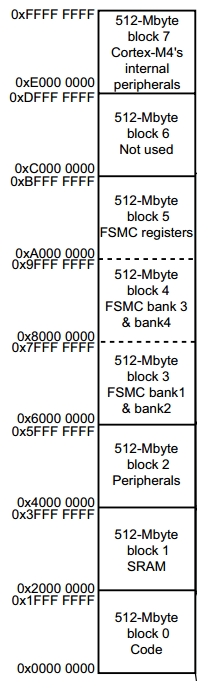 0xFFFF FFFF
512-Mbyte
block 7
Cortex-M4's
internal
peripherals
0xE000 0000
0xDFFF FFFF
512-Mbyte
block 6
Not used
0xC000 0000
0xBFFF FFFF
512-Mbyte
block 5
FSMC registers
0xA000 0000
0x9FFF FFFF
512-Mbyte
block 4
FSMC bank 3
& bank4
0x8000 0000
0x7FFF FFFF
512-Mbyte
block 3
FSMC bank1
& bank2
0x6000 0000
0x5FFF FFFF
512-Mbyte
block 2
Peripherals
0x4000 0000
0x3FFF FFFF
512-Mbyte
block 1
SRAM
0x2000 0000
0x1FFF FFFF
512-Mbyte
block 0
Code
0x0000 0000